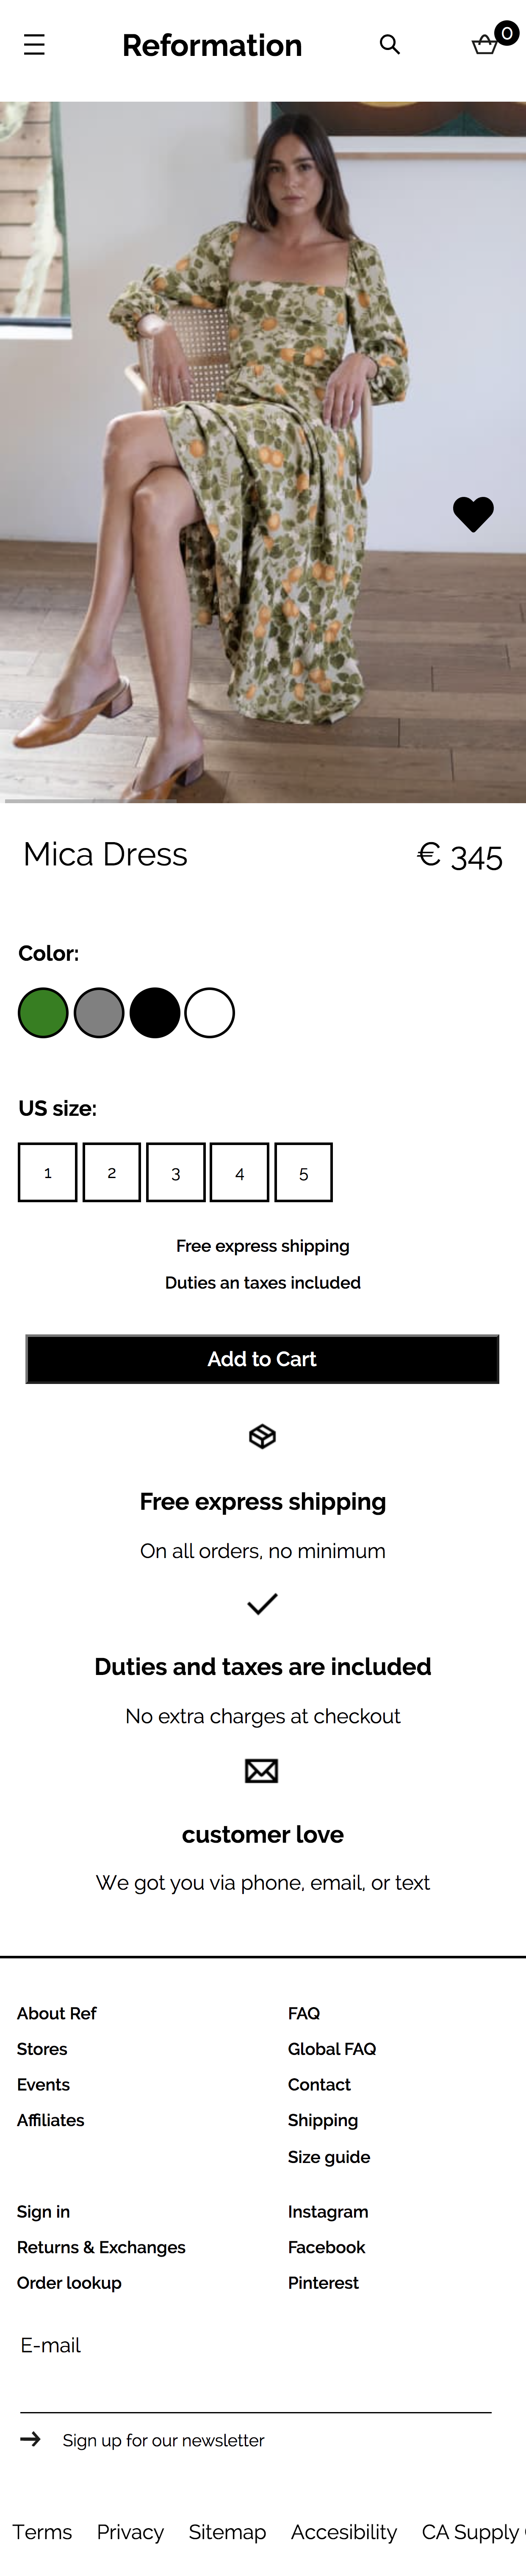 Reformation
0
Mica Dress € 345
Color:
US size:
1 2 3 4 5
Free express shipping
Duties an taxes included
Add to Cart
Free express shipping
On all orders, no minimum
Duties and taxes are included
No extra charges at checkout
customer love
We got you via phone, email, or text
About Ref
Stores
Events
Affiliates
FAQ
Global FAQ
Contact
Shipping
Size guide
Sign in
Returns & Exchanges
Order lookup
Instagram
Facebook
Pinterest
E-mail
Sign up for our newsletter
Terms Privacy Sitemap Accesibility CA Supply